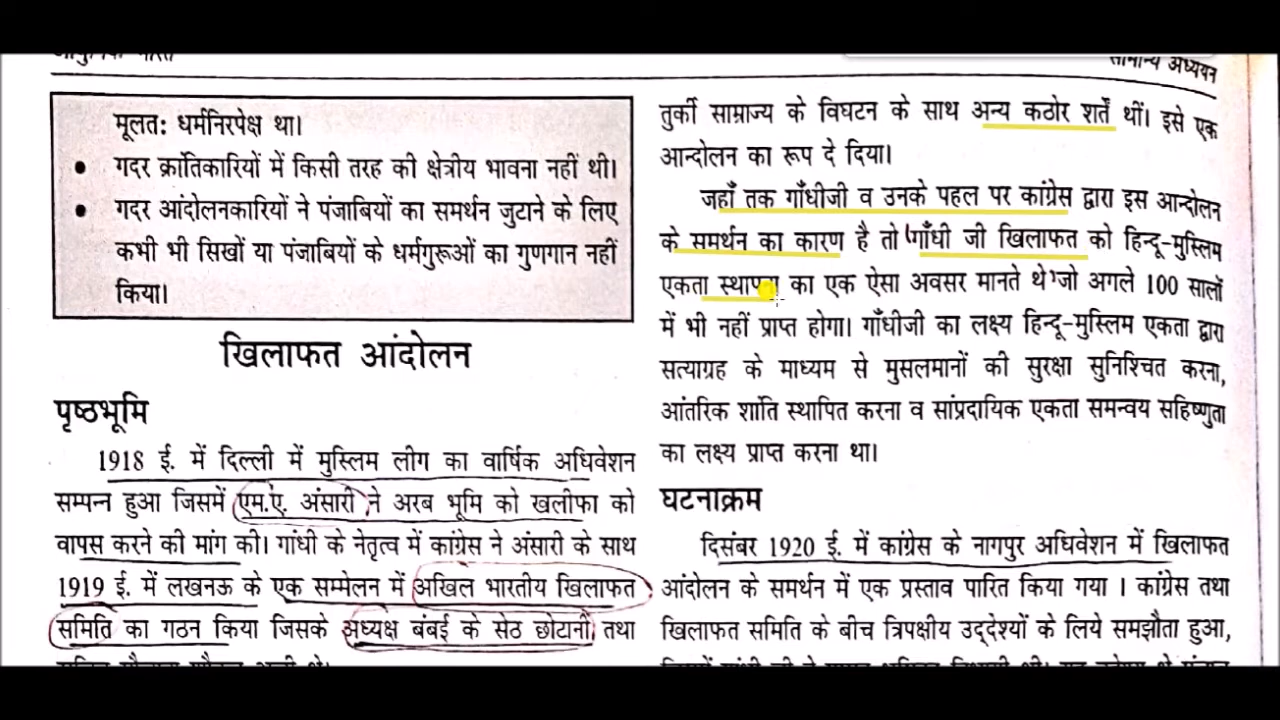 आधुनिक भारत
सामान्य अध्ययन
मूलतः धर्मनिरपेक्ष था।
• गदर क्रांतिकारियों में किसी तरह की क्षेत्रीय भावना नहीं थी।
• गदर आंदोलनकारियों ने पंजाबियों का समर्थन जुटाने के लिए
कभी भी सिखों या पंजाबियों के धर्मगुरूओं का गुणगान नहीं
किया।
खिलाफत आंदोलन
पृष्ठभूमि
1918 ई. में दिल्ली में मुस्लिम लीग का वार्षिक अधिवेशन
सम्पन्न हुआ जिसमें एम.ए. अंसारी ने अरब भूमि को खलीफा को
वापस करने की मांग की। गांधी के नेतृत्व में कांग्रेस ने अंसारी के साथ
1919 ई. में लखनऊ के एक सम्मेलन में अखिल भारतीय खिलाफत
समिति का गठन किया जिसके अध्यक्ष बंबई के सेठ छोटानी तथा
तुर्की साम्राज्य के विघटन के साथ अन्य कठोर शर्तें थीं। इसे एक
आन्दोलन का रूप दे दिया।
जहाँ तक गाँधीजी व उनके पहल पर कांग्रेस द्वारा इस आन्दोलन
के समर्थन का कारण है तो गाँधी जी खिलाफत को हिन्दू-मुस्लिम
एकता स्थापना का एक ऐसा अवसर मानते थे जो अगले 100 सालों
में भी नहीं प्राप्त होगा। गाँधीजी का लक्ष्य हिन्दू-मुस्लिम एकता द्वारा
सत्याग्रह के माध्यम से मुसलमानों की सुरक्षा सुनिश्चित करना,
आंतरिक शांति स्थापित करना व सांप्रदायिक एकता समन्वय सहिष्णुता
का लक्ष्य प्राप्त करना था।
घटनाक्रम
दिसंबर 1920 ई. में कांग्रेस के नागपुर अधिवेशन में खिलाफत
आंदोलन के समर्थन में एक प्रस्ताव पारित किया गया । कांग्रेस तथा
खिलाफत समिति के बीच त्रिपक्षीय उद्देश्यों के लिये समझौता हुआ,